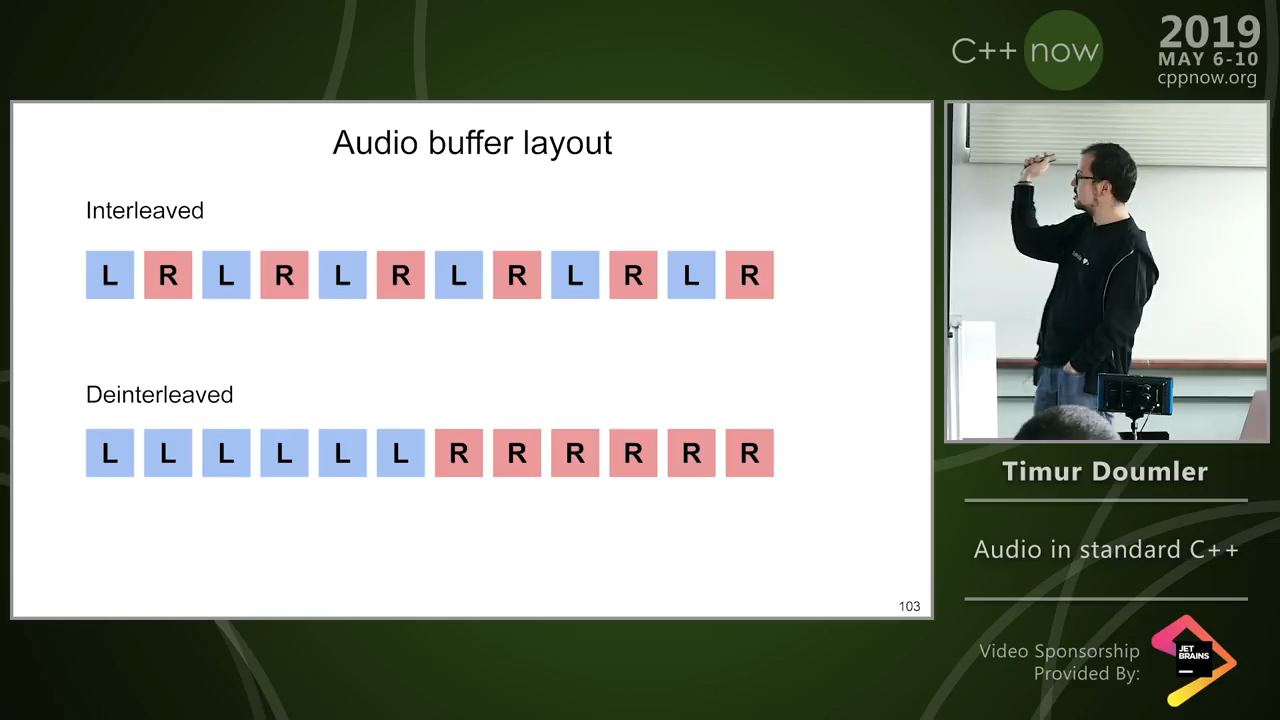 C++ now
2019
MAY 6-10
cppnow.org
Audio buffer layout
Interleaved
L R L R L R L R L R L R
Deinterleaved
L L L L L L R R R R R R
103
Timur Doumler
Audio in standard C++
Video Sponsorship
Provided By:
JET
BRAINS